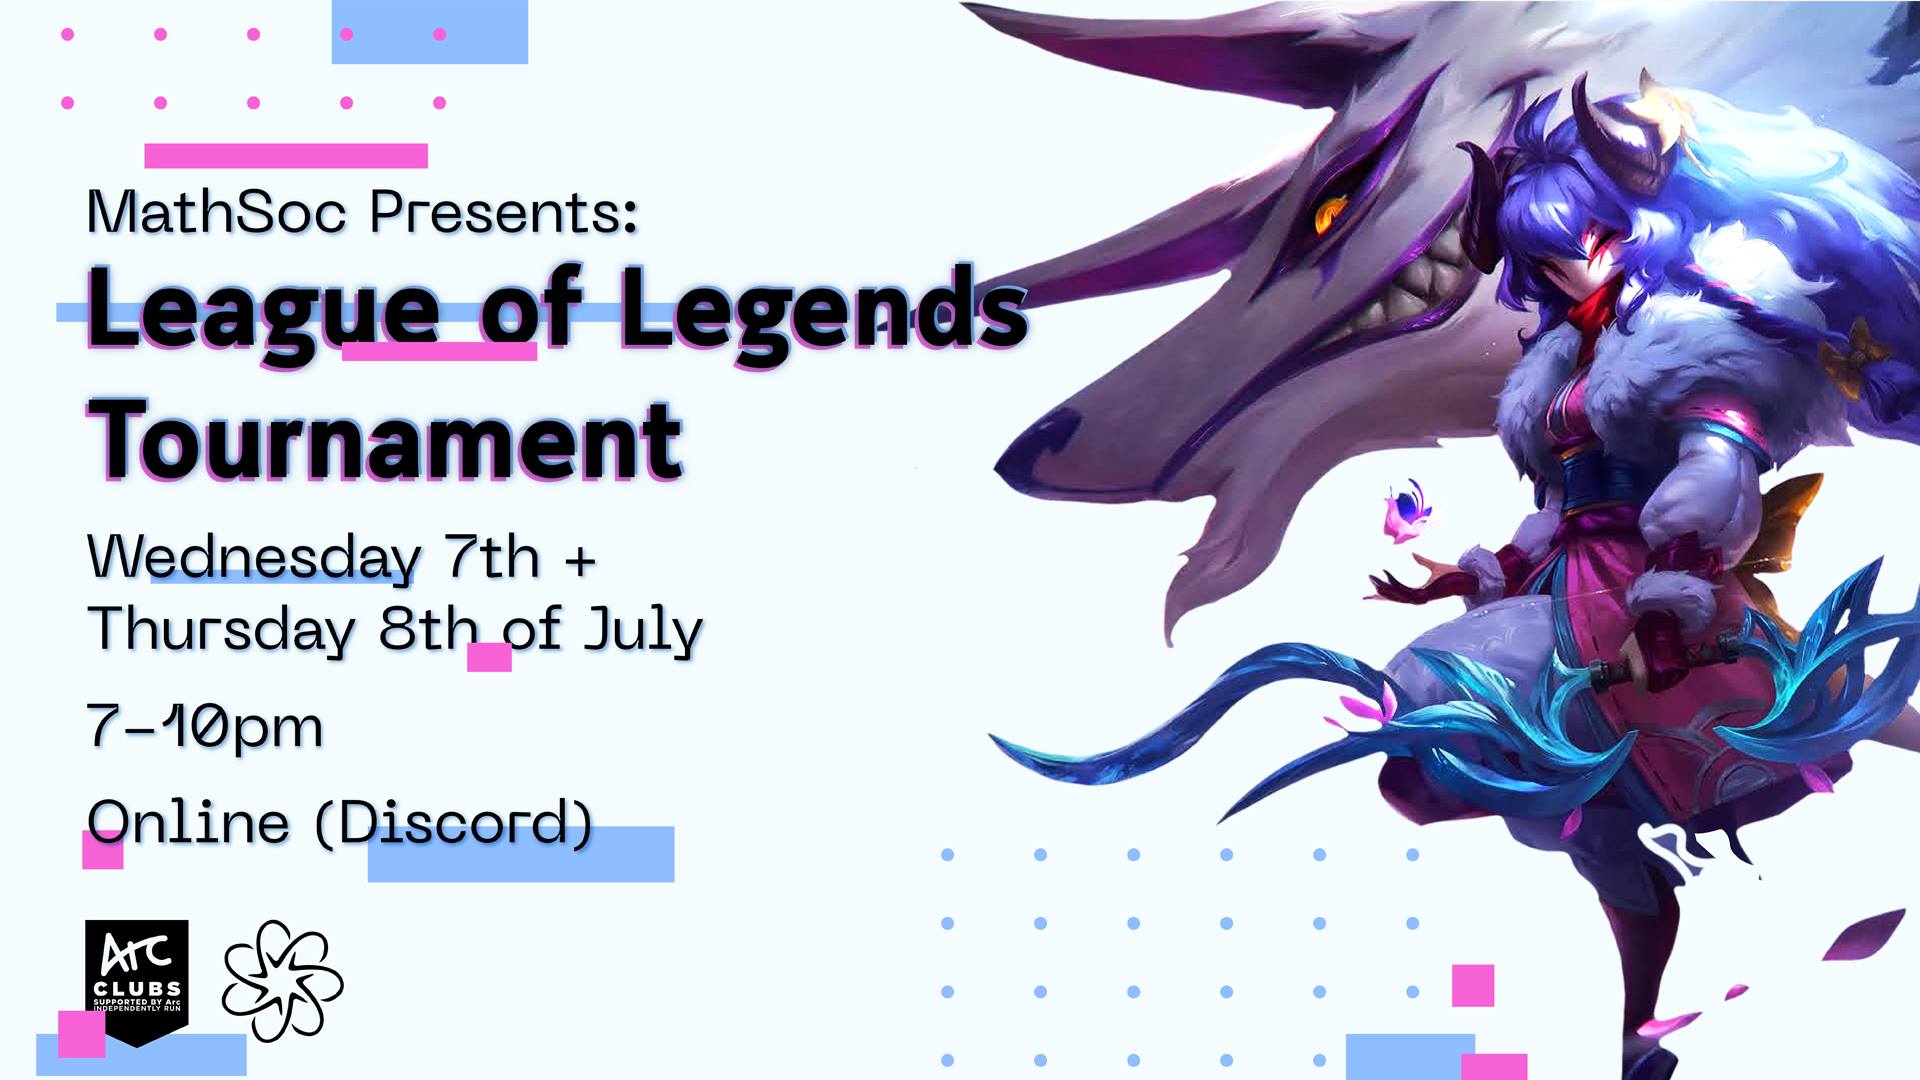 MathSoc Presents:
League of Legends
Tournament
Wednesday 7th +
Thursday 8th of July
7-10pm
Online (Discord)
Arc
CLUBS
SUPPORTED BY Arc
INDEPENDENTLY RUN